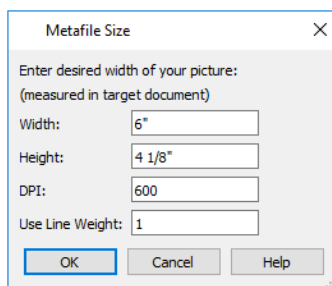 Metafile Size
Enter desired width of your picture:
(measured in target document)
Width: 6"
Height: 4 1/8"
DPI: 600
Use Line Weight: 1
OK Cancel Help